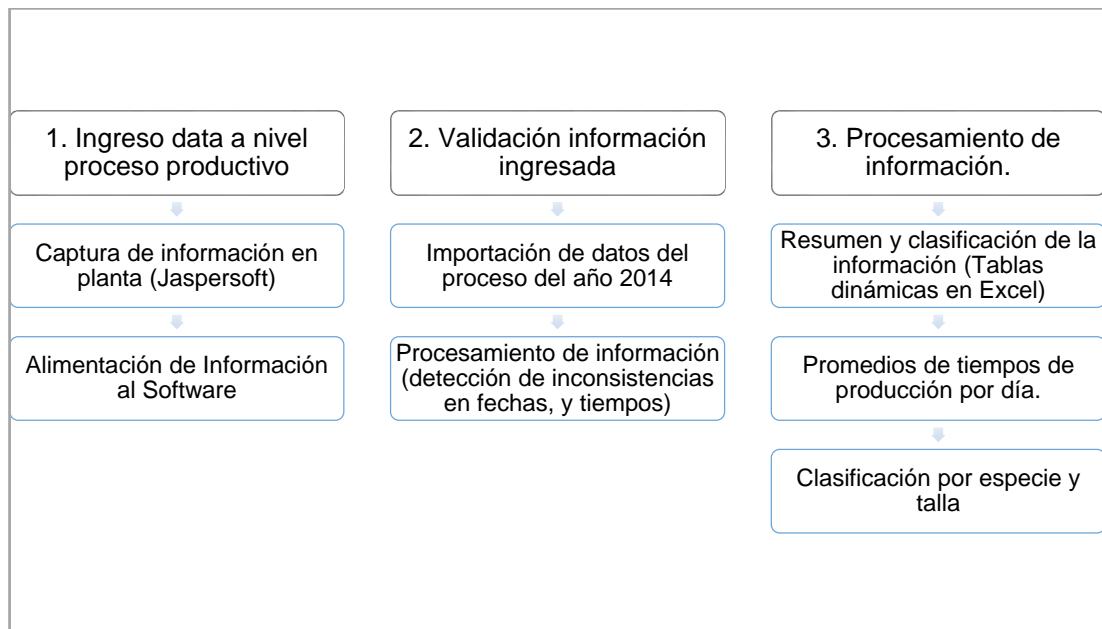 1. Ingreso data a nivel
proceso productivo
Captura de información en
planta (Jaspersoft)
Alimentación de Información
al Software
2. Validación información
ingresada
Importación de datos del
proceso del año 2014
Procesamiento de información
(detección de inconsistencias
en fechas, y tiempos)
3. Procesamiento de
información.
Resumen y clasificación de la
información (Tablas
dinámicas en Excel)
Promedios de tiempos de
producción por día.
Clasificación por especie y
talla